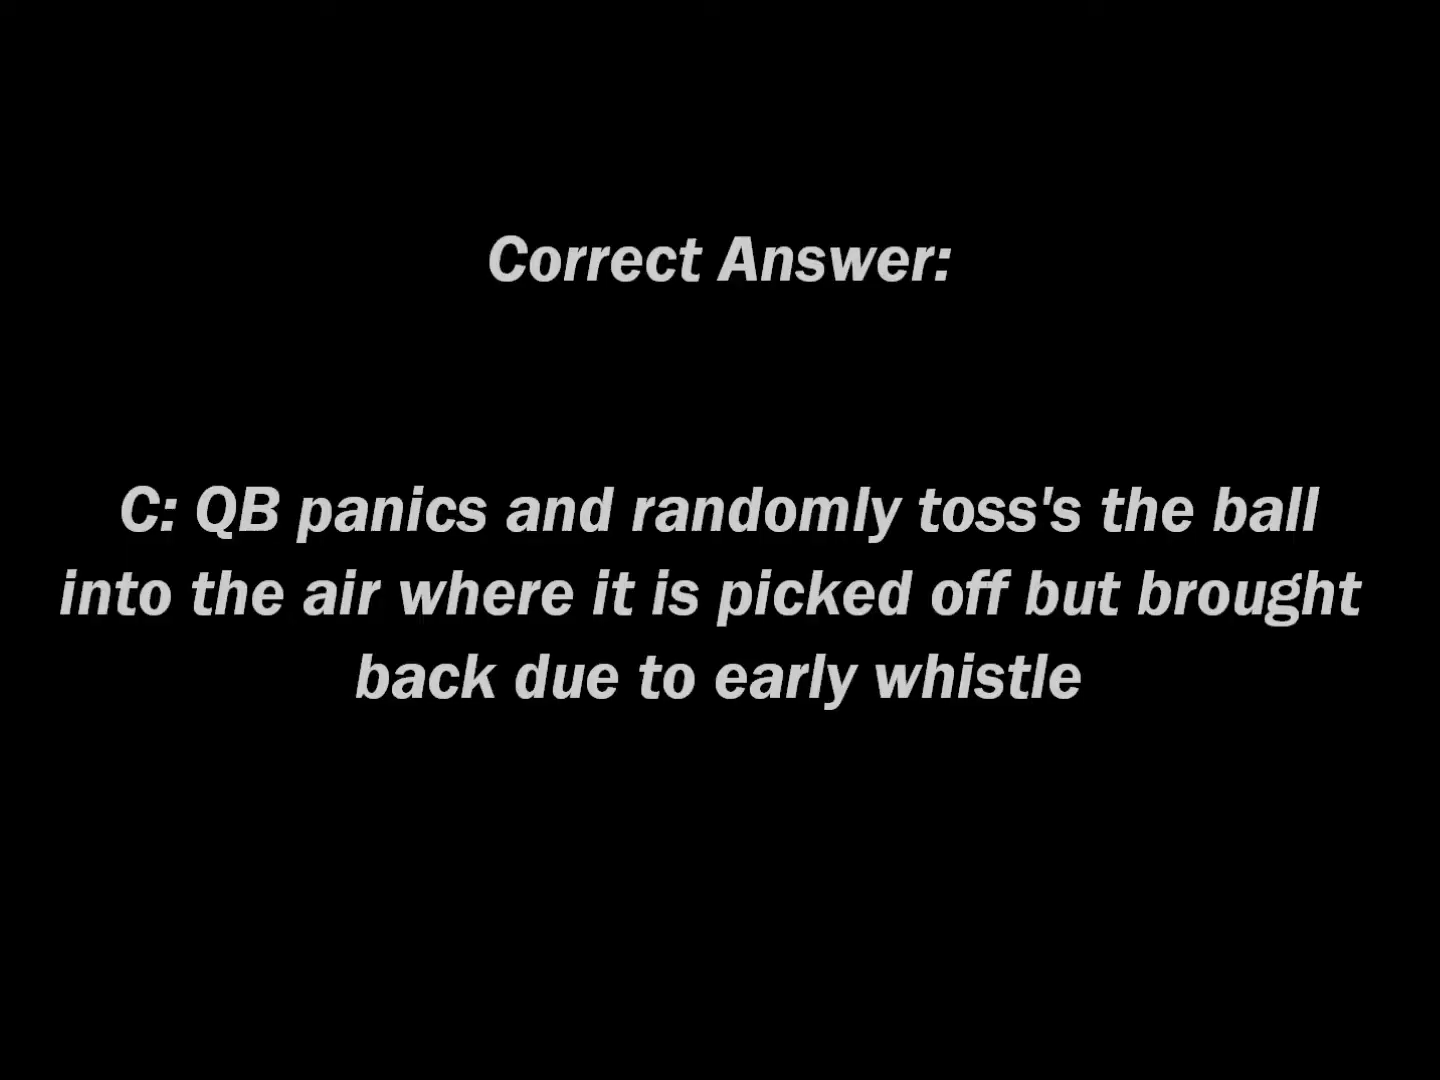 Correct Answer:
C: QB panics and randomly toss's the ball
into the air where it is picked off but brought
back due to early whistle